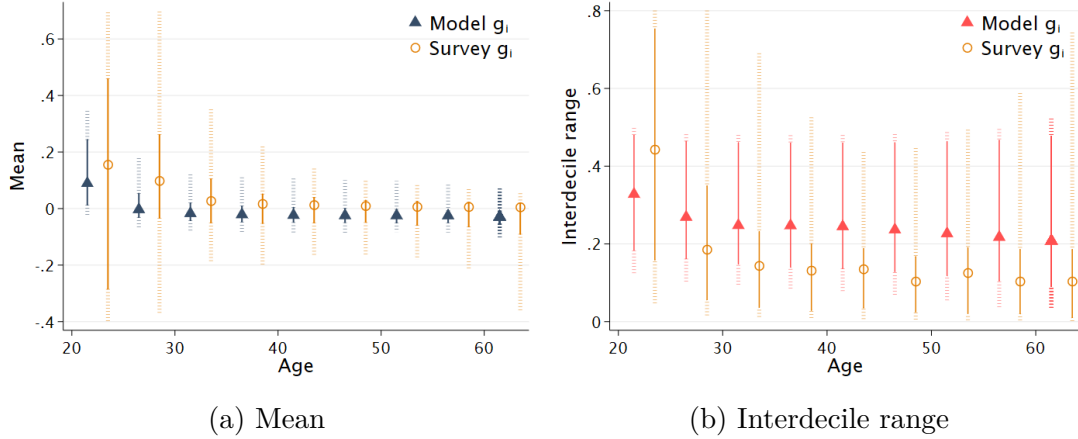 Model gᵢ
Survey gᵢ
.6
.4
.2
0
-.2
-.4
Mean
20
30
40
50
60
Age
(a) Mean
Model gᵢ
Survey gᵢ
.8
.6
.4
.2
0
Interdecile range
20
30
40
50
60
Age
(b) Interdecile range